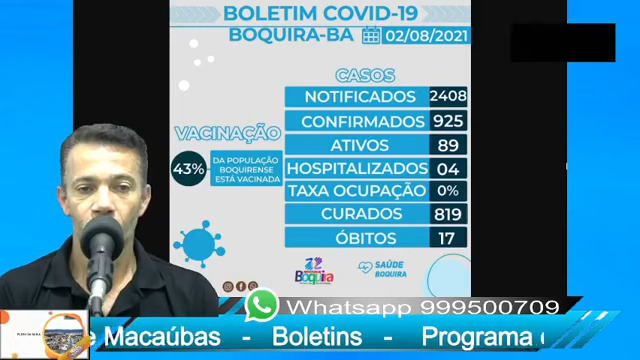 BOLETIM COVID-19
BOQUIRA-BA 02/08/2021
CASOS
NOTIFICADOS 2408
CONFIRMADOS 925
ATIVOS 89
HOSPITALIZADOS 04
TAXA OCUPAÇÃO 0%
CURADOS 819
ÓBITOS 17
VACINAÇÃO
43% DA POPULAÇÃO
BOQUIRENSE
ESTÁ VACINADA
Boquira
SAÚDE
BOQUIRA
Whatsapp 999500709
e Macaúbas - Boletins - Programa